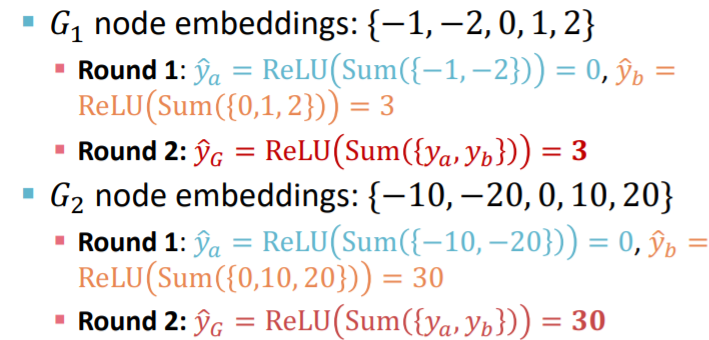 ▪ G₁ node embeddings: {−1, −2, 0, 1, 2}
▪ Round 1: ŷₐ = ReLU(Sum({−1, −2})) = 0, ŷ_b =
ReLU(Sum({0,1, 2})) = 3
▪ Round 2: ŷ_G = ReLU(Sum({yₐ, y_b})) = 3
▪ G₂ node embeddings: {−10, −20, 0, 10, 20}
▪ Round 1: ŷₐ = ReLU(Sum({−10, −20})) = 0, ŷ_b =
ReLU(Sum({0,10, 20})) = 30
▪ Round 2: ŷ_G = ReLU(Sum({yₐ, y_b})) = 30